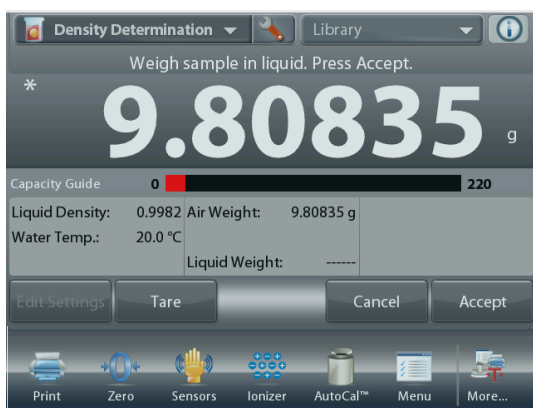 Density Determination Library
Weigh sample in liquid. Press Accept.
* 9.80835 g
Capacity Guide 0 220
Liquid Density: 0.9982 Air Weight: 9.80835 g
Water Temp.: 20.0 °C
Liquid Weight: ------
Edit Settings Tare Cancel Accept
Print Zero Sensors Ionizer AutoCal™ Menu More...